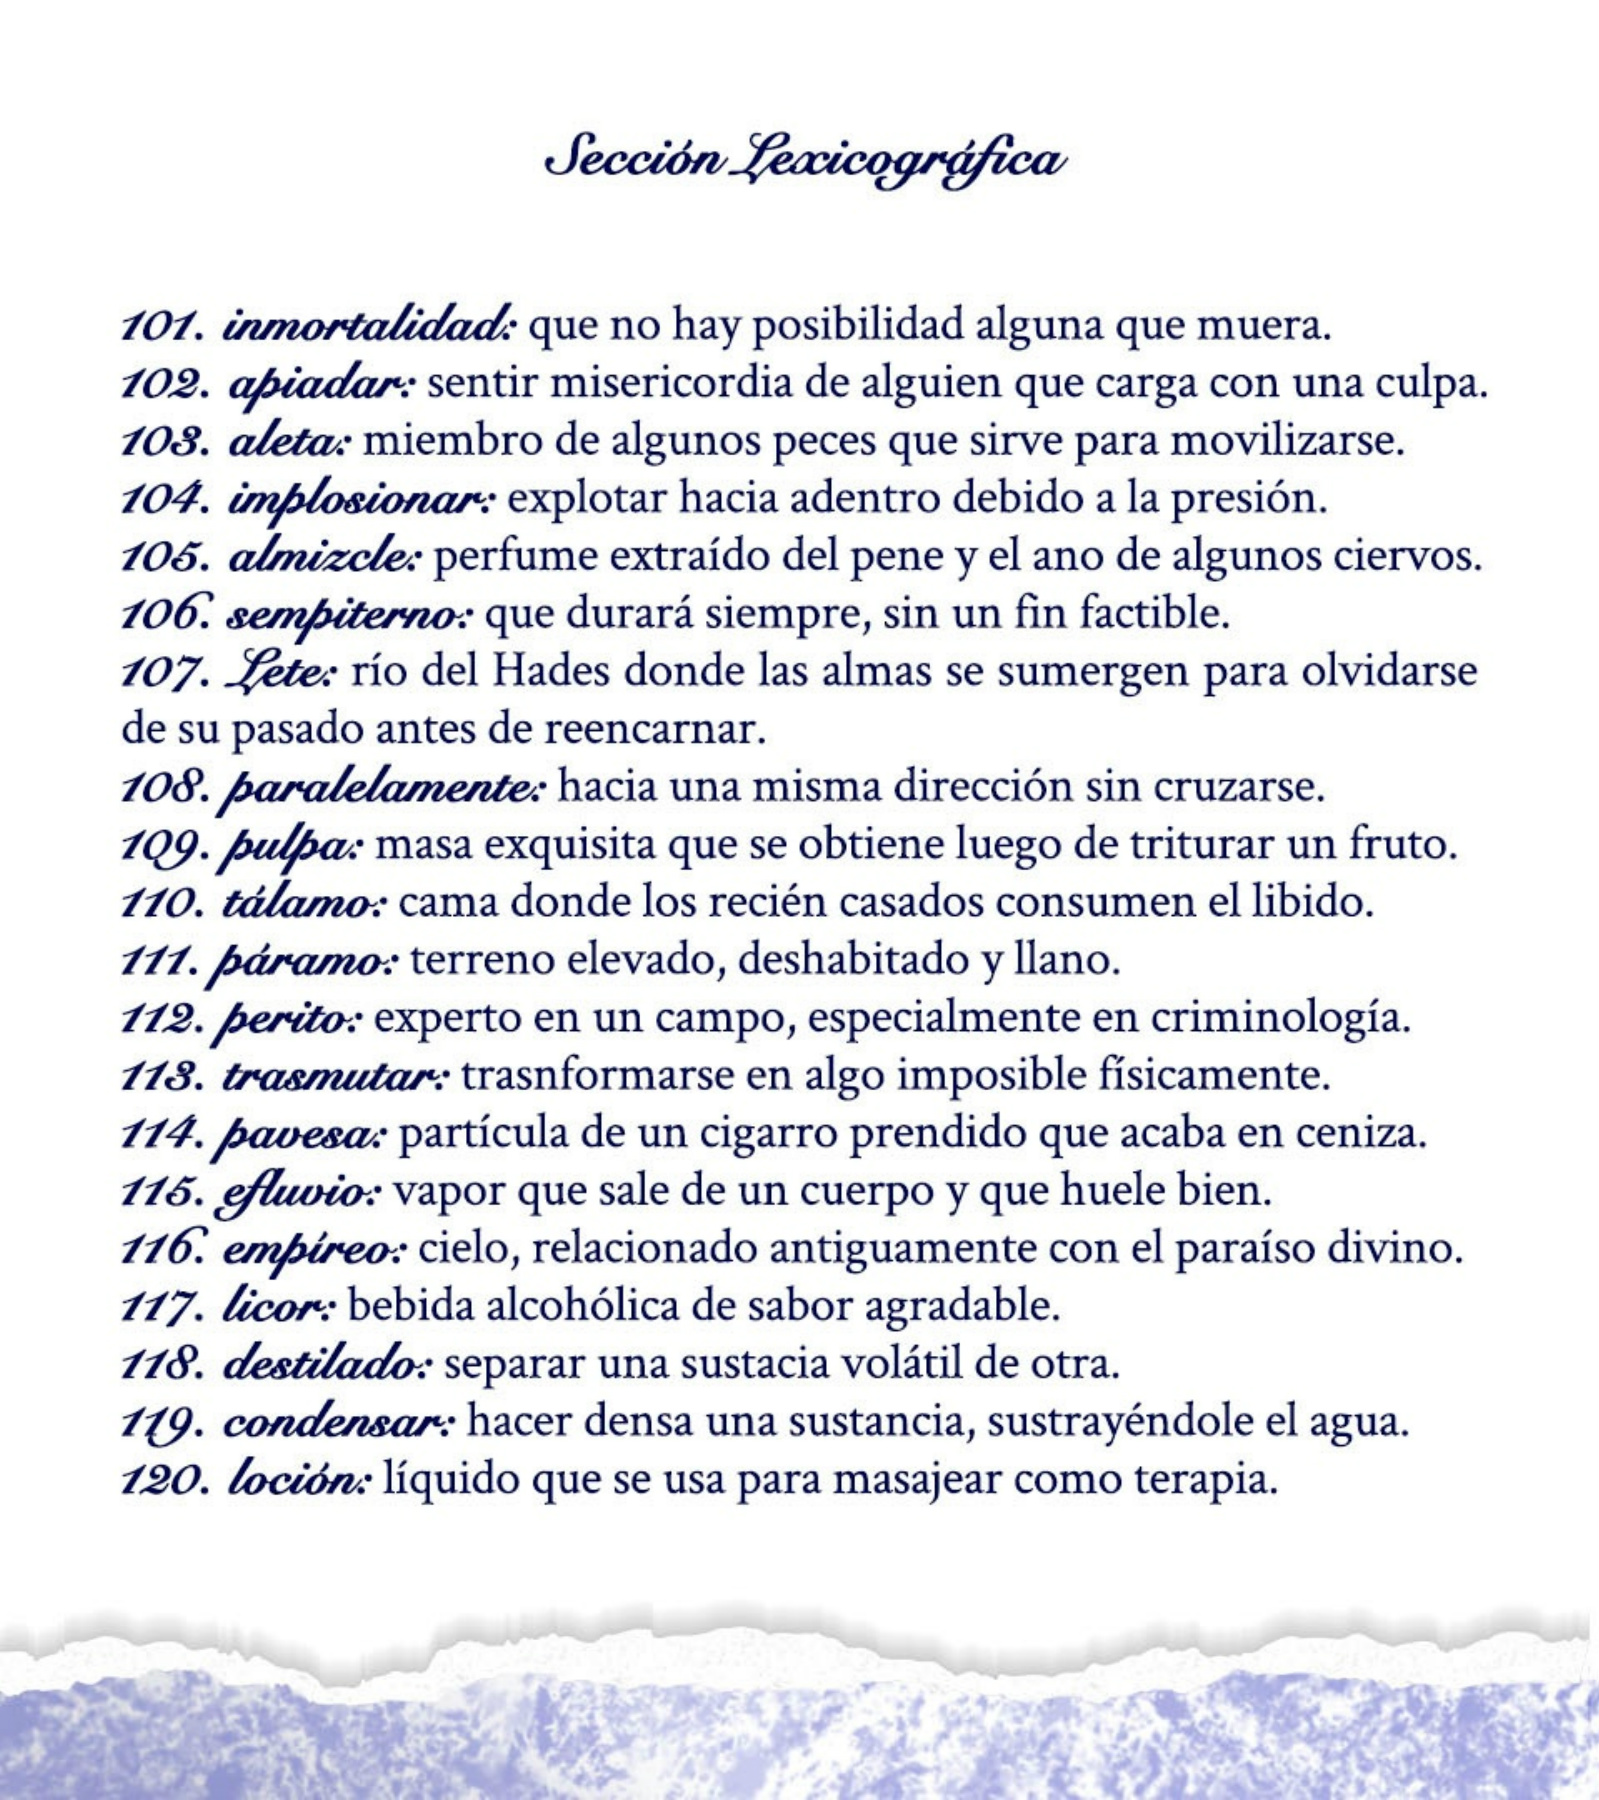 Sección Lexicográfica
101. inmortalidad: que no hay posibilidad alguna que muera.
102. apiadar: sentir misericordia de alguien que carga con una culpa.
103. aleta: miembro de algunos peces que sirve para movilizarse.
104. implosionar: explotar hacia adentro debido a la presión.
105. almizcle: perfume extraído del pene y el ano de algunos ciervos.
106. sempiterno: que durará siempre, sin un fin factible.
107. Lete: río del Hades donde las almas se sumergen para olvidarse
de su pasado antes de reencarnar.
108. paralelamente: hacia una misma dirección sin cruzarse.
109. pulpa: masa exquisita que se obtiene luego de triturar un fruto.
110. tálamo: cama donde los recién casados consumen el libido.
111. páramo: terreno elevado, deshabitado y llano.
112. perito: experto en un campo, especialmente en criminología.
113. trasmutar: trasnformarse en algo imposible físicamente.
114. pavesa: partícula de un cigarro prendido que acaba en ceniza.
115. efluvio: vapor que sale de un cuerpo y que huele bien.
116. empíreo: cielo, relacionado antiguamente con el paraíso divino.
117. licor: bebida alcohólica de sabor agradable.
118. destilado: separar una sustacia volátil de otra.
119. condensar: hacer densa una sustancia, sustrayéndole el agua.
120. loción: líquido que se usa para masajear como terapia.